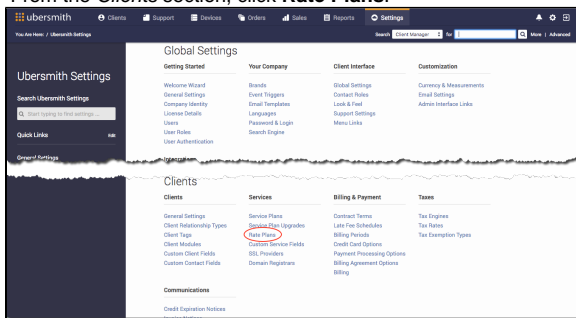 From the Clients section, click Rate Plans.
ubersmith Clients Support Devices Orders Sales Reports Settings
You Are Here: / Ubersmith Settings Search Client Manager for More | Advanced
Global Settings
Ubersmith Settings
Search Ubersmith Settings
Start typing to find settings...
Quick Links
General Settings
Getting Started Your Company Client Interface Customization
Welcome Wizard Brands Global Settings Currency & Measurements
General Settings Event Triggers Contact Roles Email Settings
Company Identity Email Templates Look & Feel Admin Interface Links
License Details Languages Support Settings
Users Password & Login Menu Links
User Roles Search Engine
User Authentication
Clients
Clients Services Billing & Payment Taxes
General Settings Service Plans Contract Terms Tax Engines
Client Relationship Types Service Plan Upgrades Late Fee Schedules Tax Rates
Client Tags Rate Plans Billing Periods Tax Exemption Types
Client Modules Custom Service Fields Credit Card Options
Custom Client Fields SSL Providers Payment Processing Options
Custom Contact Fields Domain Registrars Billing Agreement Options
Billing
Communications
Credit Expiration Notices